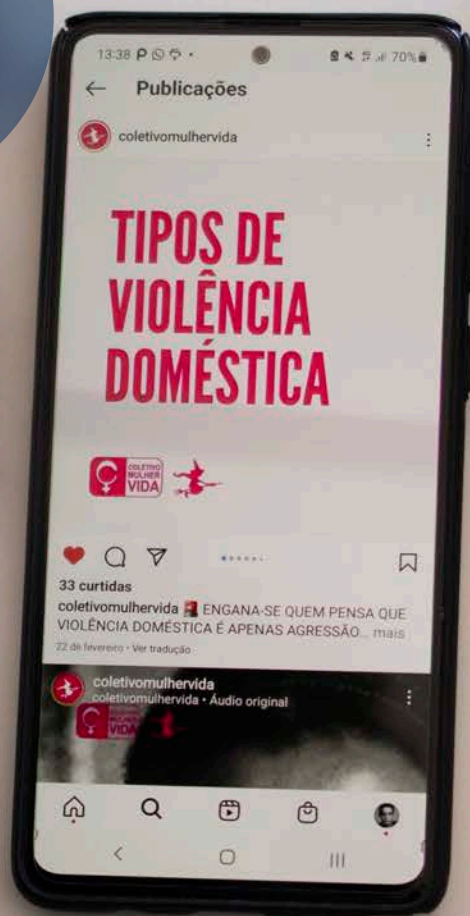 13:38
70%
← Publicações
coletivomulhervida
TIPOS DE
VIOLÊNCIA
DOMÉSTICA
COLETIVO
MULHER
VIDA
33 curtidas
coletivomulhervida ENGANA-SE QUEM PENSA QUE
VIOLÊNCIA DOMÉSTICA É APENAS AGRESSÃO... mais
22 de fevereiro • Ver tradução
coletivomulhervida
coletivomulhervida • Áudio original
MULHER
VIDA